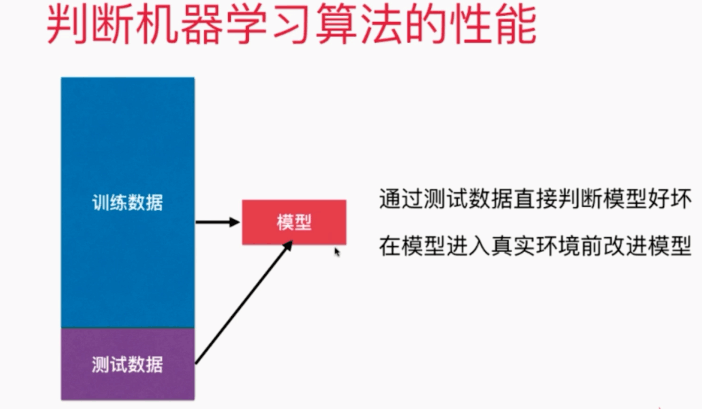 判断机器学习算法的性能
训练数据
模型
通过测试数据直接判断模型好坏
在模型进入真实环境前改进模型
测试数据